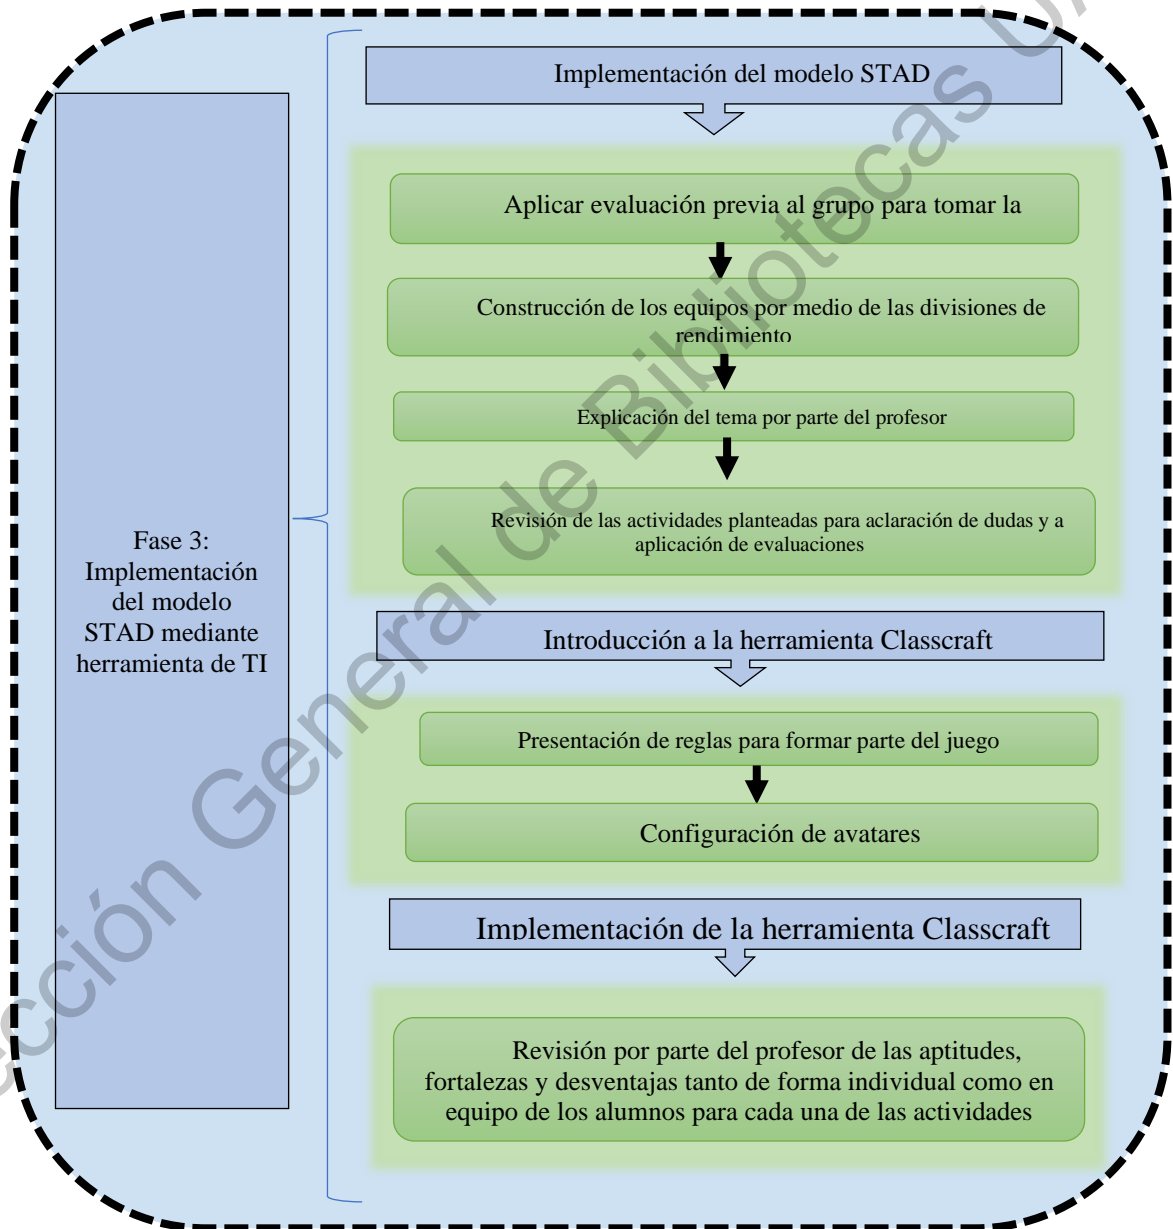 Fase 3:
Implementación
del modelo
STAD mediante
herramienta de TI
Implementación del modelo STAD
Aplicar evaluación previa al grupo para tomar la
Construcción de los equipos por medio de las divisiones de
rendimiento
Explicación del tema por parte del profesor
Revisión de las actividades planteadas para aclaración de dudas y a
aplicación de evaluaciones
Introducción a la herramienta Classcraft
Presentación de reglas para formar parte del juego
Configuración de avatares
Implementación de la herramienta Classcraft
Revisión por parte del profesor de las aptitudes,
fortalezas y desventajas tanto de forma individual como en
equipo de los alumnos para cada una de las actividades
ección General de Bibliotecas UA